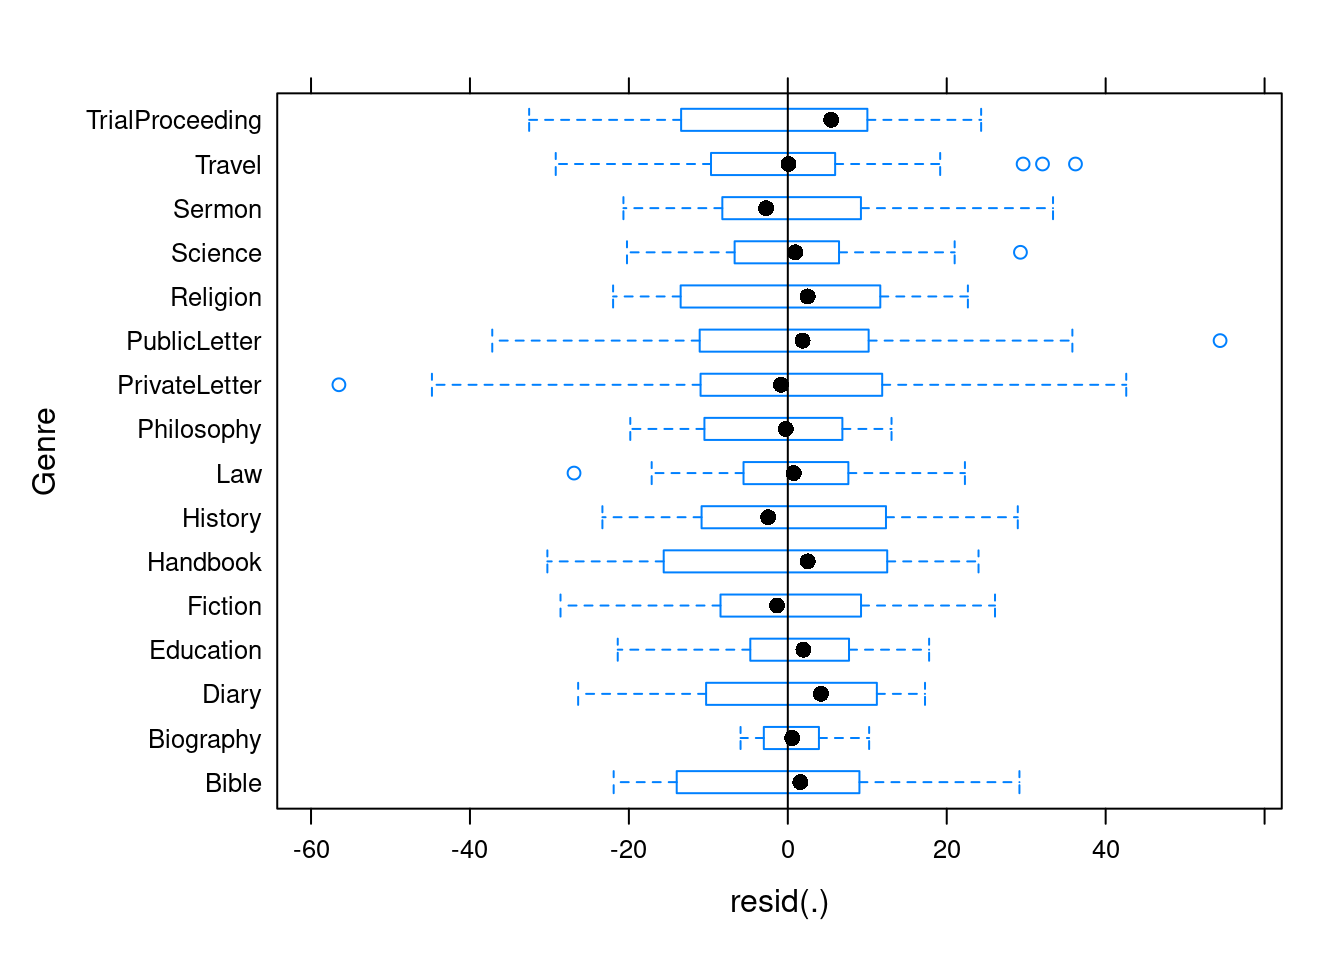 TrialProceeding
Travel
Sermon
Science
Religion
PublicLetter
PrivateLetter
Philosophy
Law
History
Handbook
Fiction
Education
Diary
Biography
Bible
Genre
-60 -40 -20 0 20 40
resid(.)